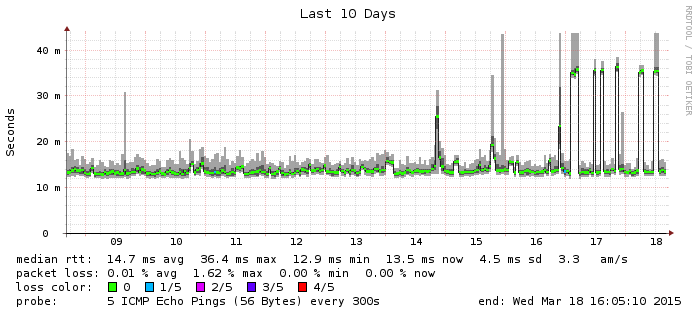 Last 10 Days
RRDTOOL / TOBI OETIKER
Seconds
40 m
30 m
20 m
10 m
0
09 10 11 12 13 14 15 16 17 18
median rtt: 14.7 ms avg 36.4 ms max 12.9 ms min 13.5 ms now 4.5 ms sd 3.3 am/s
packet loss: 0.01 % avg 1.62 % max 0.00 % min 0.00 % now
loss color: 0 1/5 2/5 3/5 4/5
probe: 5 ICMP Echo Pings (56 Bytes) every 300s end: Wed Mar 18 16:05:10 2015